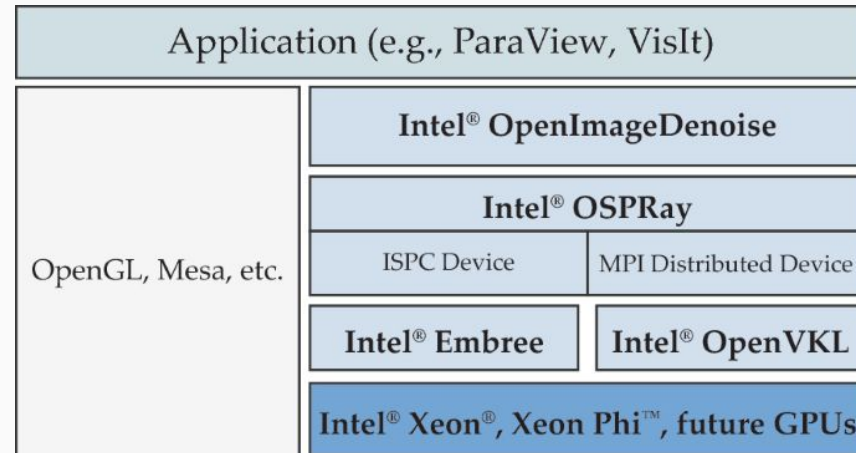 Application (e.g., ParaView, VisIt)
OpenGL, Mesa, etc.
Intel® OpenImageDenoise
Intel® OSPRay
ISPC Device
MPI Distributed Device
Intel® Embree
Intel® OpenVKL
Intel® Xeon®, Xeon Phi™, future GPUs